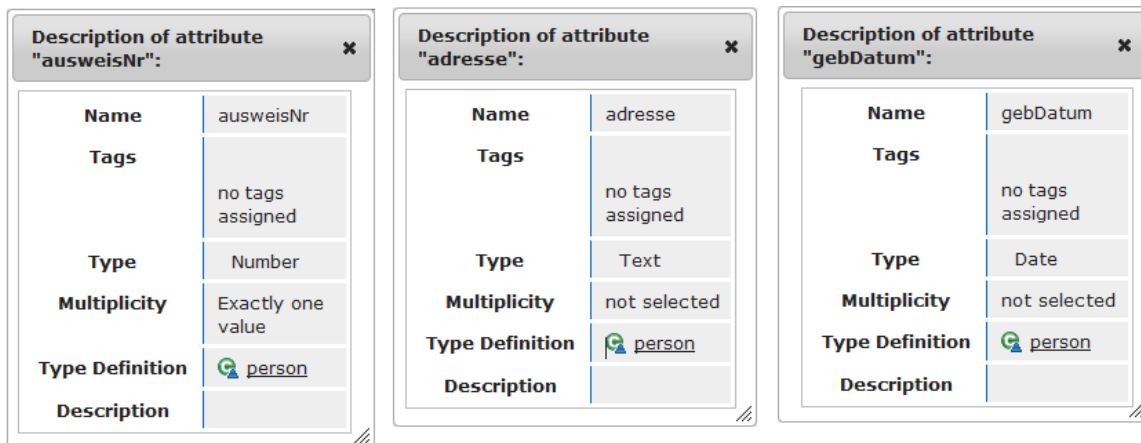 Description of attribute
"ausweisNr":
Name ausweisNr
Tags
no tags
assigned
Type Number
Multiplicity Exactly one
value
Type Definition person
Description
Description of attribute
"adresse":
Name adresse
Tags
no tags
assigned
Type Text
Multiplicity not selected
Type Definition person
Description
Description of attribute
"gebDatum":
Name gebDatum
Tags
no tags
assigned
Type Date
Multiplicity not selected
Type Definition person
Description